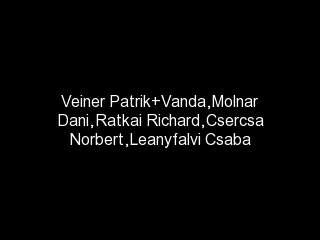 Veiner Patrik+Vanda,Molnar
Dani,Ratkai Richard,Csercsa
Norbert,Leanyfalvi Csaba